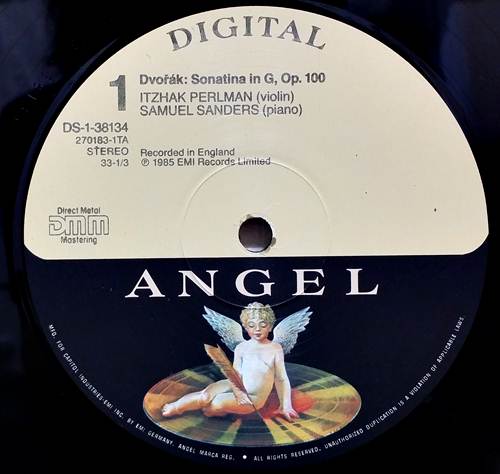 DIGITAL
1
Dvořák: Sonatina in G, Op. 100
ITZHAK PERLMAN (violin)
SAMUEL SANDERS (piano)
DS-1-38134
270183-1TA
STEREO
33-1/3
Recorded in England
℗ 1985 EMI Records Limited
Direct Metal
DMM
Mastering
ANGEL
MFD. FOR CAPITOL INDUSTRIES-EMI, INC. BY EMI GERMANY. ANGEL MARCA REG. • ALL RIGHTS RESERVED. UNAUTHORIZED DUPLICATION IS A VIOLATION OF APPLICABLE LAWS.